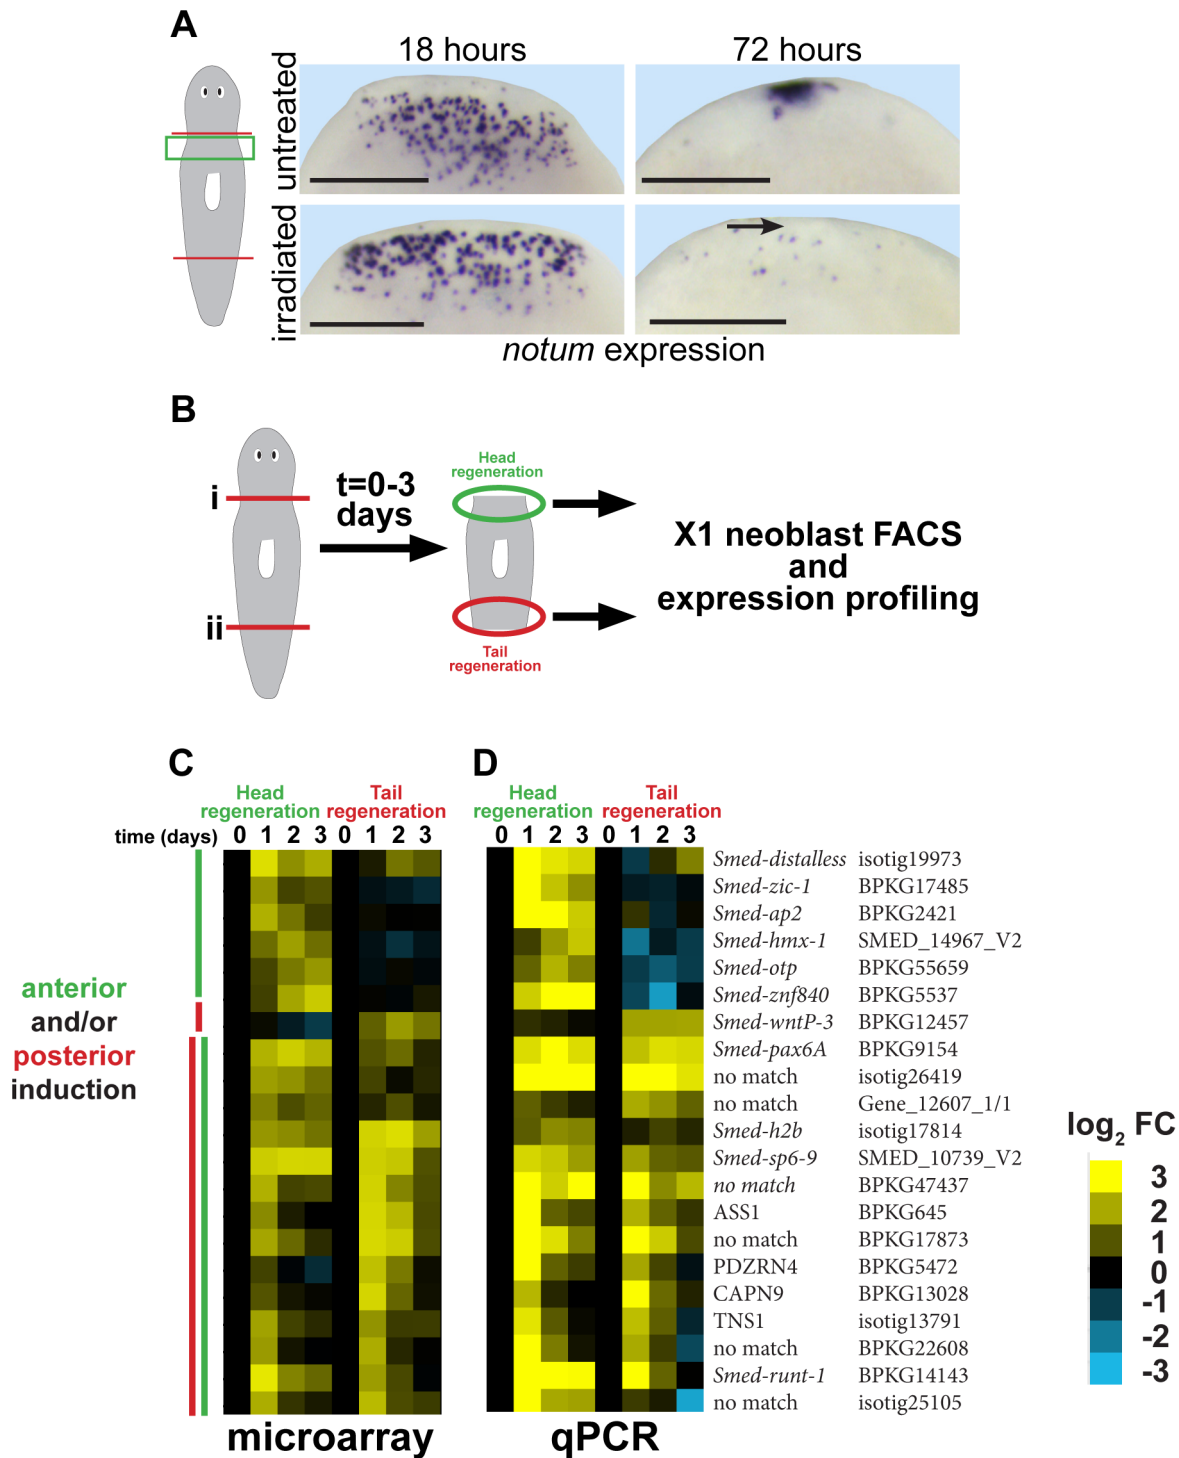 A
18 hours
72 hours
untreated
irradiated
notum expression
B
i
ii
t=0-3
days
Head
regeneration
Tail
regeneration
X1 neoblast FACS
and
expression profiling
C
Head
regeneration
Tail
regeneration
time (days)
0 1 2 3 0 1 2 3
anterior
and/or
posterior
induction
microarray
D
Head
regeneration
Tail
regeneration
0 1 2 3 0 1 2 3
Smed-distalless isotig19973
Smed-zic-1 BPKG17485
Smed-ap2 BPKG2421
Smed-hmx-1 SMED_14967_V2
Smed-otp BPKG55659
Smed-znf840 BPKG5537
Smed-wntP-3 BPKG12457
Smed-pax6A BPKG9154
no match isotig26419
no match Gene_12607_1/1
Smed-h2b isotig17814
Smed-sp6-9 SMED_10739_V2
no match BPKG47437
ASS1 BPKG645
no match BPKG17873
PDZRN4 BPKG5472
CAPN9 BPKG13028
TNS1 isotig13791
no match BPKG22608
Smed-runt-1 BPKG14143
no match isotig25105
qPCR
log2 FC
3
2
1
0
-1
-2
-3